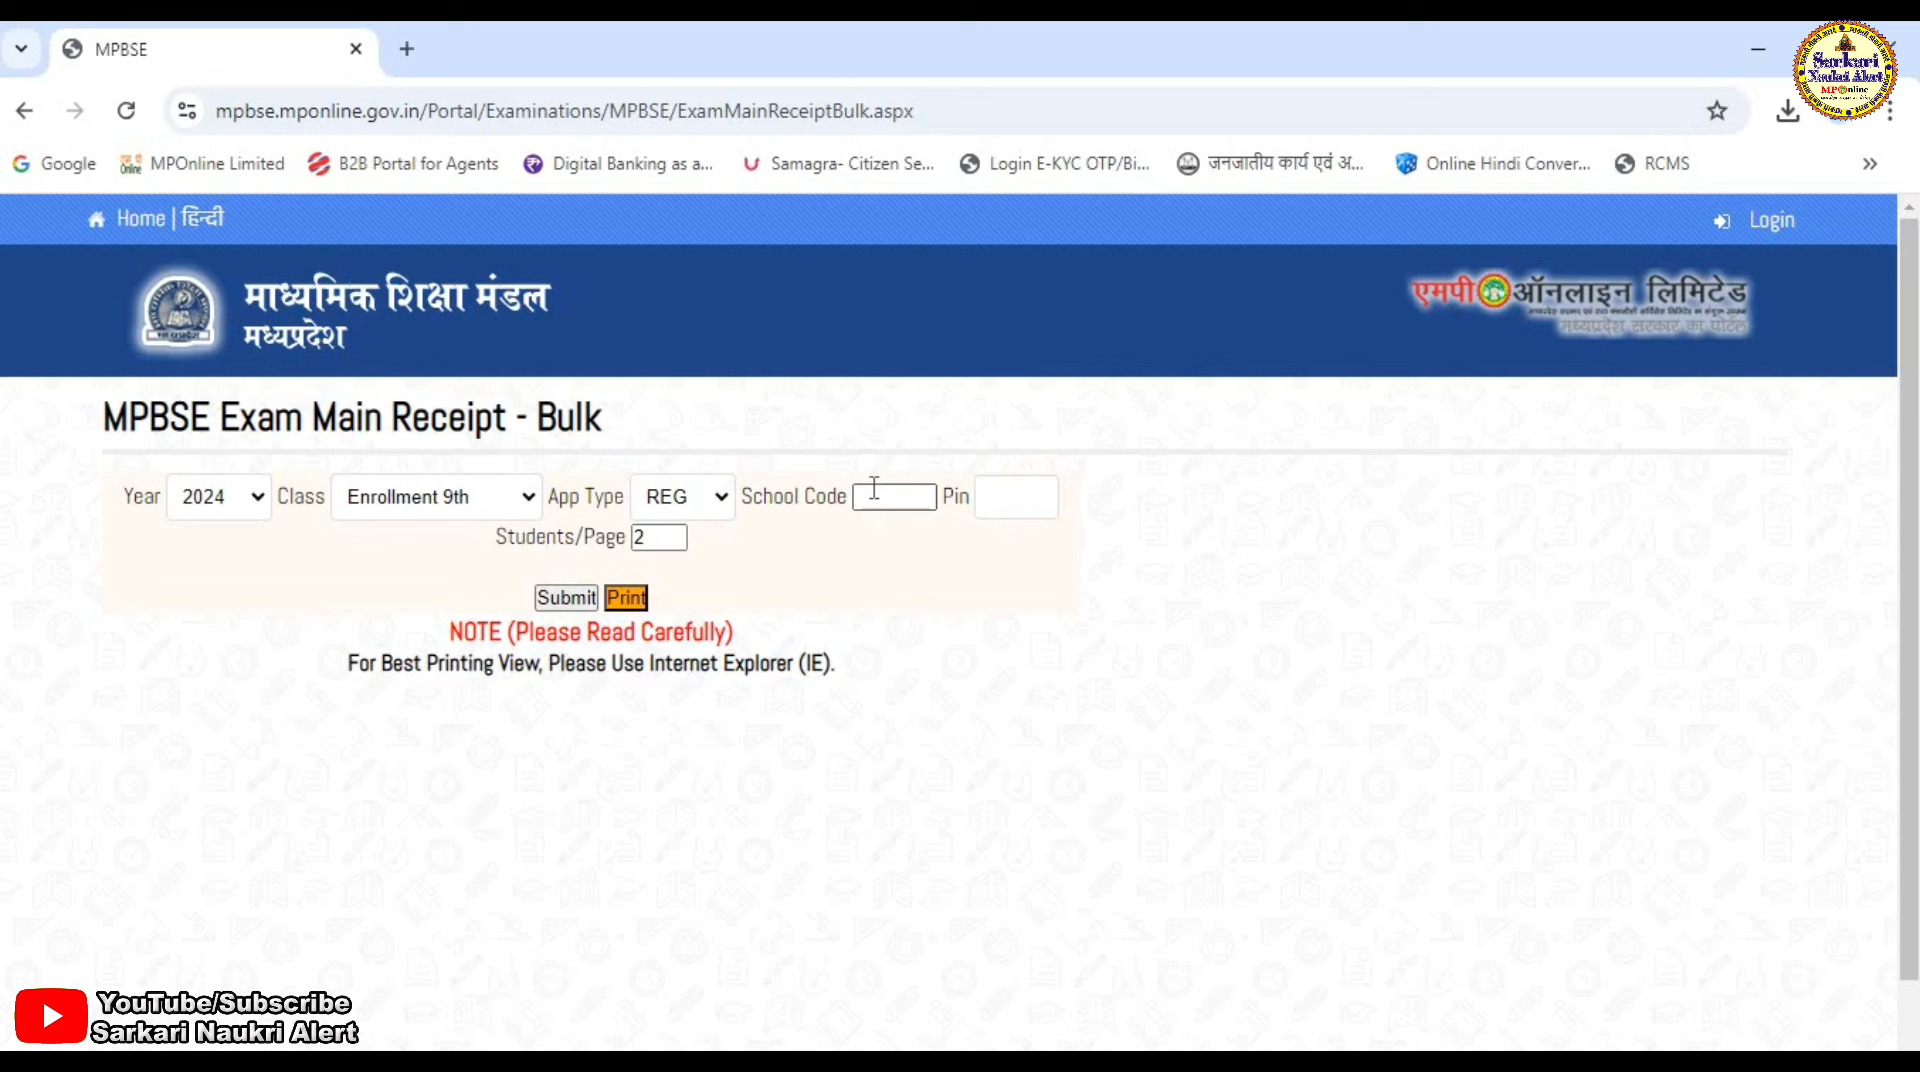 MPBSE
Sarkari
Naukri Alert
MPOnline
mpbse.mponline.gov.in/Portal/Examinations/MPBSE/ExamMainReceiptBulk.aspx
Google MPOnline Limited B2B Portal for Agents Digital Banking as a... Samagra- Citizen Se... Login E-KYC OTP/Bi... जनजातीय कार्य एवं अ... Online Hindi Conver... RCMS
Home | हिन्दी Login
माध्यमिक शिक्षा मंडल
मध्यप्रदेश
एमपी ऑनलाइन लिमिटेड
मध्यप्रदेश सरकार का पोर्टल
MPBSE Exam Main Receipt - Bulk
Year 2024 Class Enrollment 9th App Type REG School Code Pin
Students/Page 2
Submit Print
NOTE (Please Read Carefully)
For Best Printing View, Please Use Internet Explorer (IE).
YouTube/Subscribe
Sarkari Naukri Alert